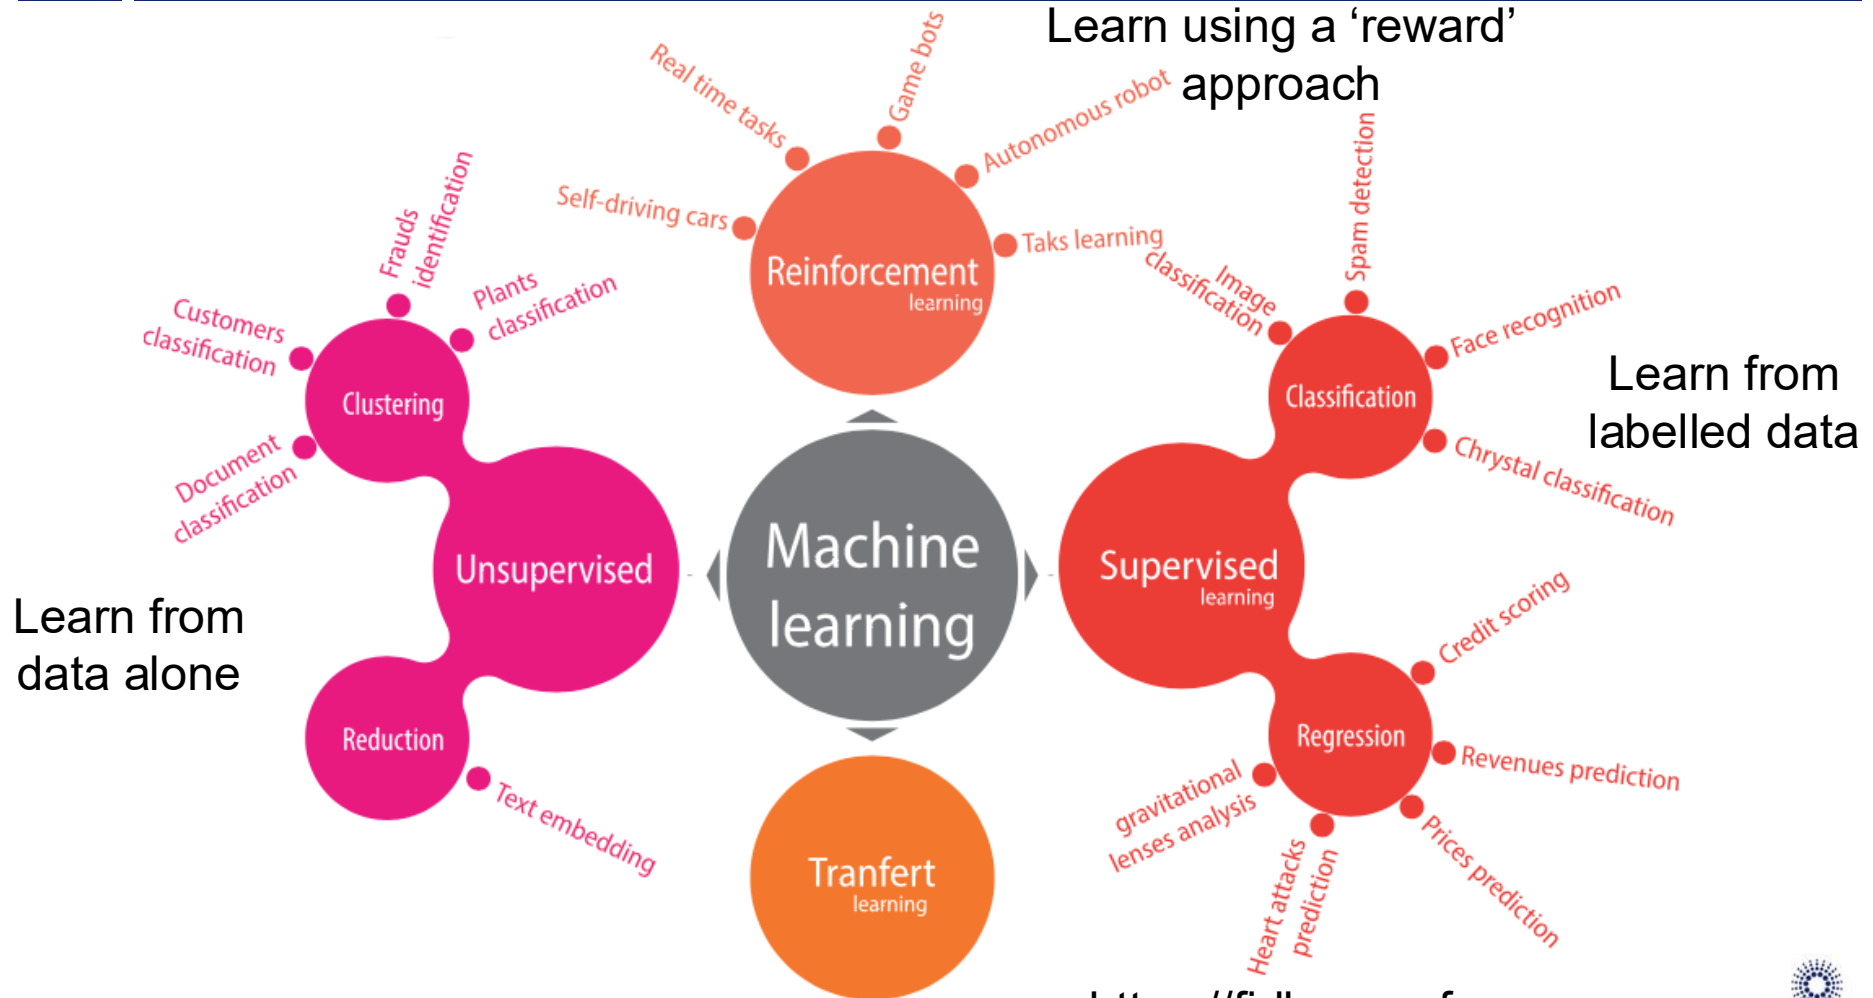 Learn using a ‘reward’
approach
Real time tasks
Game bots
Autonomous robot
Self-driving cars
Taks learning
Reinforcement
learning
Frauds
identification
Plants
classification
Customers
classification
Document
classification
Clustering
Unsupervised
Reduction
Text embedding
Learn from
data alone
Machine
learning
Tranfert
learning
Supervised
learning
Classification
Image
classification
Spam detection
Face recognition
Chrystal classification
Learn from
labelled data
Regression
Credit scoring
Revenues prediction
Prices prediction
Heart attacks
prediction
gravitational
lenses analysis